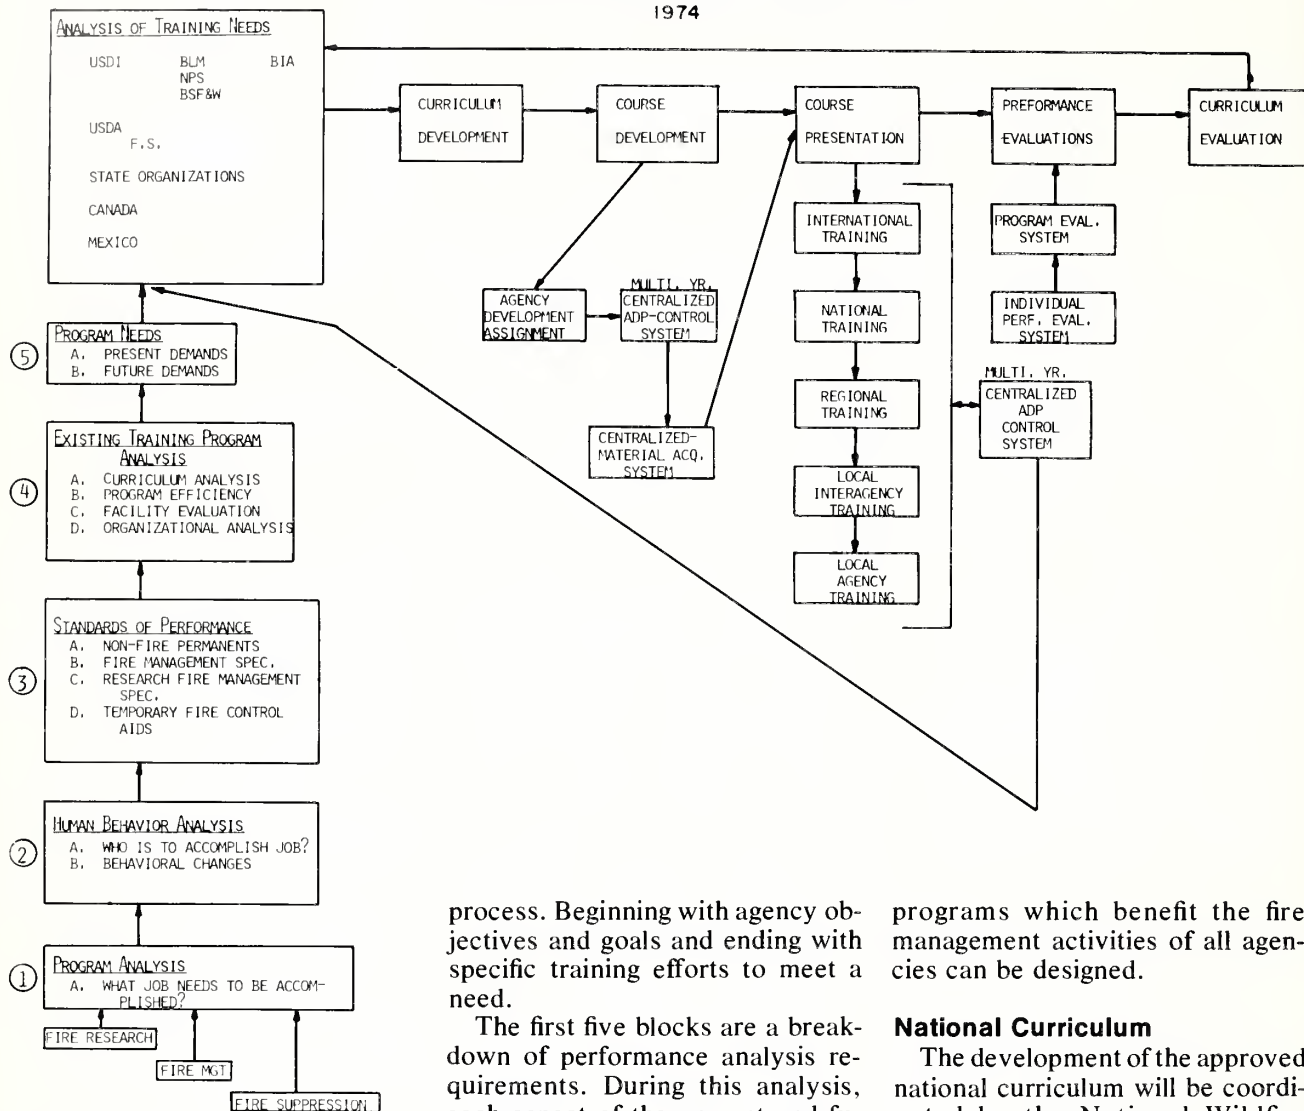 1974
ANALYSIS OF TRAINING NEEDS
USDI BLM BIA
NPS
BSF&W
USDA
F.S.
STATE ORGANIZATIONS
CANADA
MEXICO
CURRICULUM
DEVELOPMENT
COURSE
DEVELOPMENT
COURSE
PRESENTATION
PREFORMANCE
EVALUATIONS
CURRICULUM
EVALUATION
INTERNATIONAL
TRAINING
NATIONAL
TRAINING
REGIONAL
TRAINING
LOCAL
INTERAGENCY
TRAINING
LOCAL
AGENCY
TRAINING
PROGRAM EVAL.
SYSTEM
INDIVIDUAL
PERF. EVAL.
SYSTEM
MULTI. YR.
CENTRALIZED
ADP
CONTROL
SYSTEM
AGENCY
DEVELOPMENT
ASSIGNMENT
MULTI. YR.
CENTRALIZED
ADP-CONTROL
SYSTEM
CENTRALIZED-
MATERIAL ACQ.
SYSTEM
5
PROGRAM NEEDS
A. PRESENT DEMANDS
B. FUTURE DEMANDS
4
EXISTING TRAINING PROGRAM
ANALYSIS
A. CURRICULUM ANALYSIS
B. PROGRAM EFFICIENCY
C. FACILITY EVALUATION
D. ORGANIZATIONAL ANALYSIS
3
STANDARDS OF PERFORMANCE
A. NON-FIRE PERMANENTS
B. FIRE MANAGEMENT SPEC.
C. RESEARCH FIRE MANAGEMENT
SPEC.
D. TEMPORARY FIRE CONTROL
AIDS
2
HUMAN BEHAVIOR ANALYSIS
A. WHO IS TO ACCOMPLISH JOB?
B. BEHAVIORAL CHANGES
1
PROGRAM ANALYSIS
A. WHAT JOB NEEDS TO BE ACCOM-
PLISHED?
FIRE RESEARCH
FIRE MGT
FIRE SUPPRESSION
process. Beginning with agency ob-
jectives and goals and ending with
specific training efforts to meet a
need.
The first five blocks are a break-
down of performance analysis re-
quirements. During this analysis,
programs which benefit the fire
management activities of all agen-
cies can be designed.
National Curriculum
The development of the approved
national curriculum will be coordi-